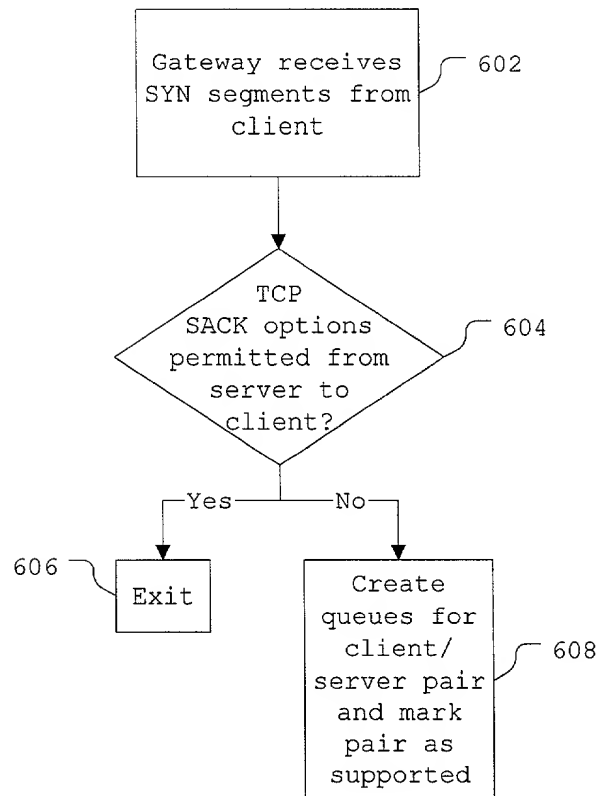 Gateway receives
SYN segments from
client
602
TCP
SACK options
permitted from
server to
client?
604
Yes
No
606
Exit
Create
queues for
client/
server pair
and mark
pair as
supported
608